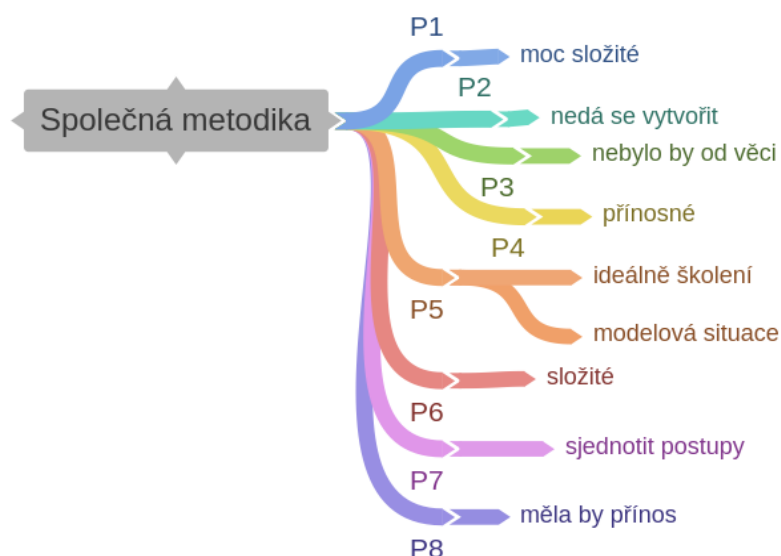 Společná metodika
P1
moc složité
P2
nedá se vytvořit
P3
nebylo by od věci
P4
přínosné
P5
ideálně školení
modelová situace
P6
složité
P7
sjednotit postupy
P8
měla by přínos